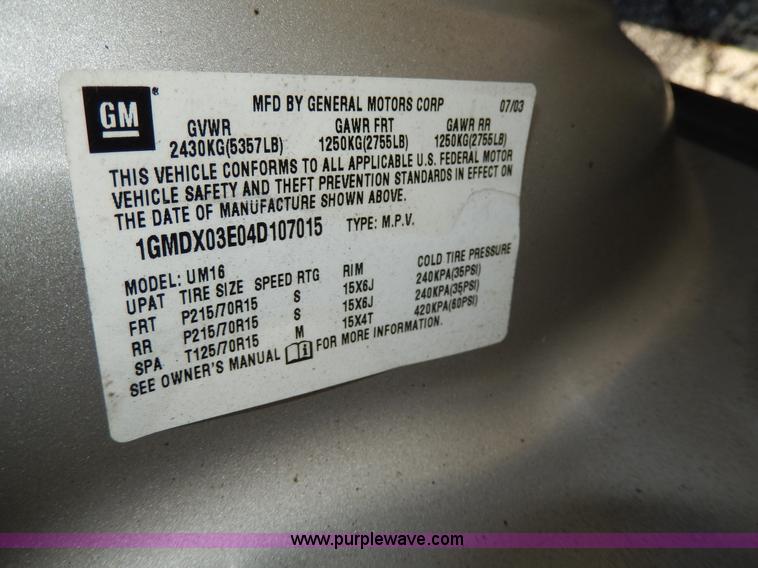 GM ®
MFD BY GENERAL MOTORS CORP 07/03
GVWR GAWR FRT GAWR RR
2430KG(5357LB) 1250KG(2755LB) 1250KG(2755LB)
THIS VEHICLE CONFORMS TO ALL APPLICABLE U.S. FEDERAL MOTOR
VEHICLE SAFETY AND THEFT PREVENTION STANDARDS IN EFFECT ON
THE DATE OF MANUFACTURE SHOWN ABOVE.
1GMDX03E04D107015 TYPE: M.P.V.
MODEL: UM16
UPAT TIRE SIZE SPEED RTG RIM COLD TIRE PRESSURE
FRT P215/70R15 S 15X6J 240KPA(35PSI)
RR P215/70R15 S 15X6J 240KPA(35PSI)
SPA T125/70R15 M 15X4T 420KPA(60PSI)
SEE OWNER'S MANUAL FOR MORE INFORMATION.
www.purplewave.com